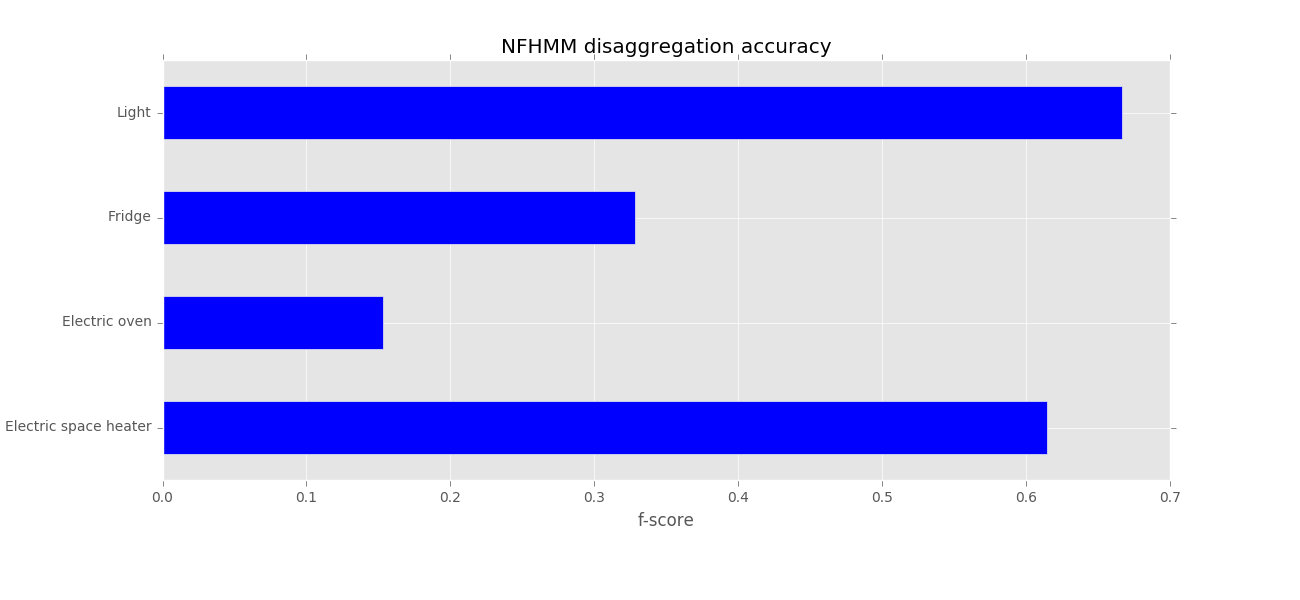 NFHMM disaggregation accuracy
Light
Fridge
Electric oven
Electric space heater
0.0 0.1 0.2 0.3 0.4 0.5 0.6 0.7
f-score